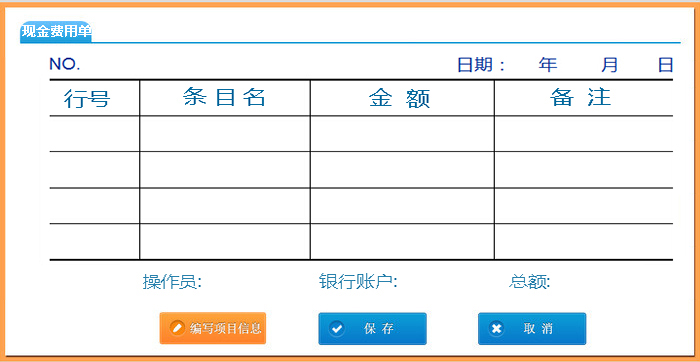 现金费用单
NO. 日期： 年 月 日
行号 条目名 金额 备注
操作员: 银行账户: 总额:
编写项目信息 保存 取消